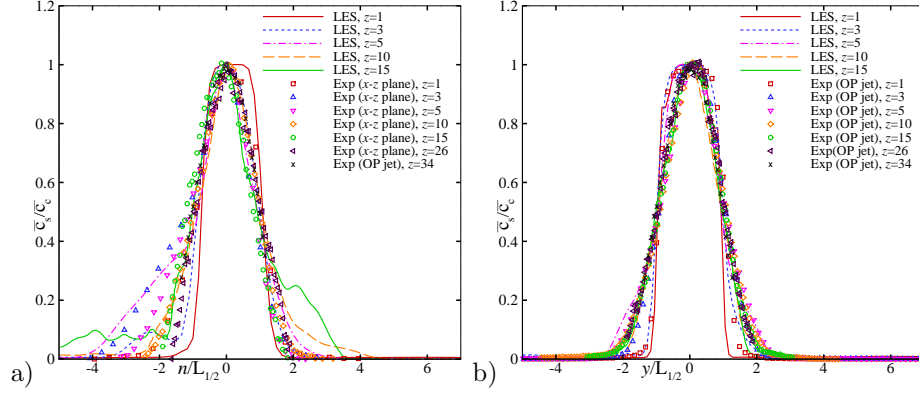 LES, z=1
LES, z=3
LES, z=5
LES, z=10
LES, z=15
Exp (x-z plane), z=1
Exp (x-z plane), z=3
Exp (x-z plane), z=5
Exp (x-z plane), z=10
Exp (x-z plane), z=15
Exp (x-z plane), z=26
Exp (OP jet), z=34
1.2
1
0.8
0.6
0.4
0.2
0
c̅s/c̅c
-4 -2 0 2 4 6
n/L1/2
a)
LES, z=1
LES, z=3
LES, z=5
LES, z=10
LES, z=15
Exp (OP jet), z=1
Exp(OP jet), z=3
Exp(OP jet), z=5
Exp(OP jet), z=10
Exp(OP jet), z=15
Exp(OP jet), z=26
Exp(OP jet), z=34
1.2
1
0.8
0.6
0.4
0.2
0
c̅s/c̅c
-4 -2 0 2 4 6
y/L1/2
b)